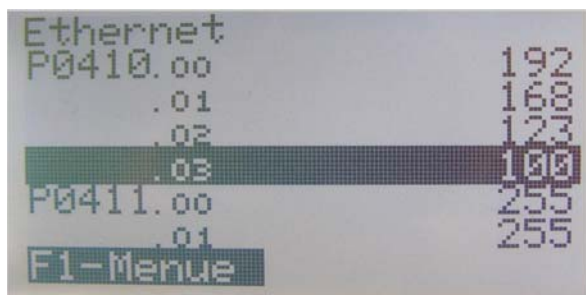 Ethernet
P0410.00 192
.01 168
.02 123
.03 100
P0411.00 255
.01 255
F1-Menue